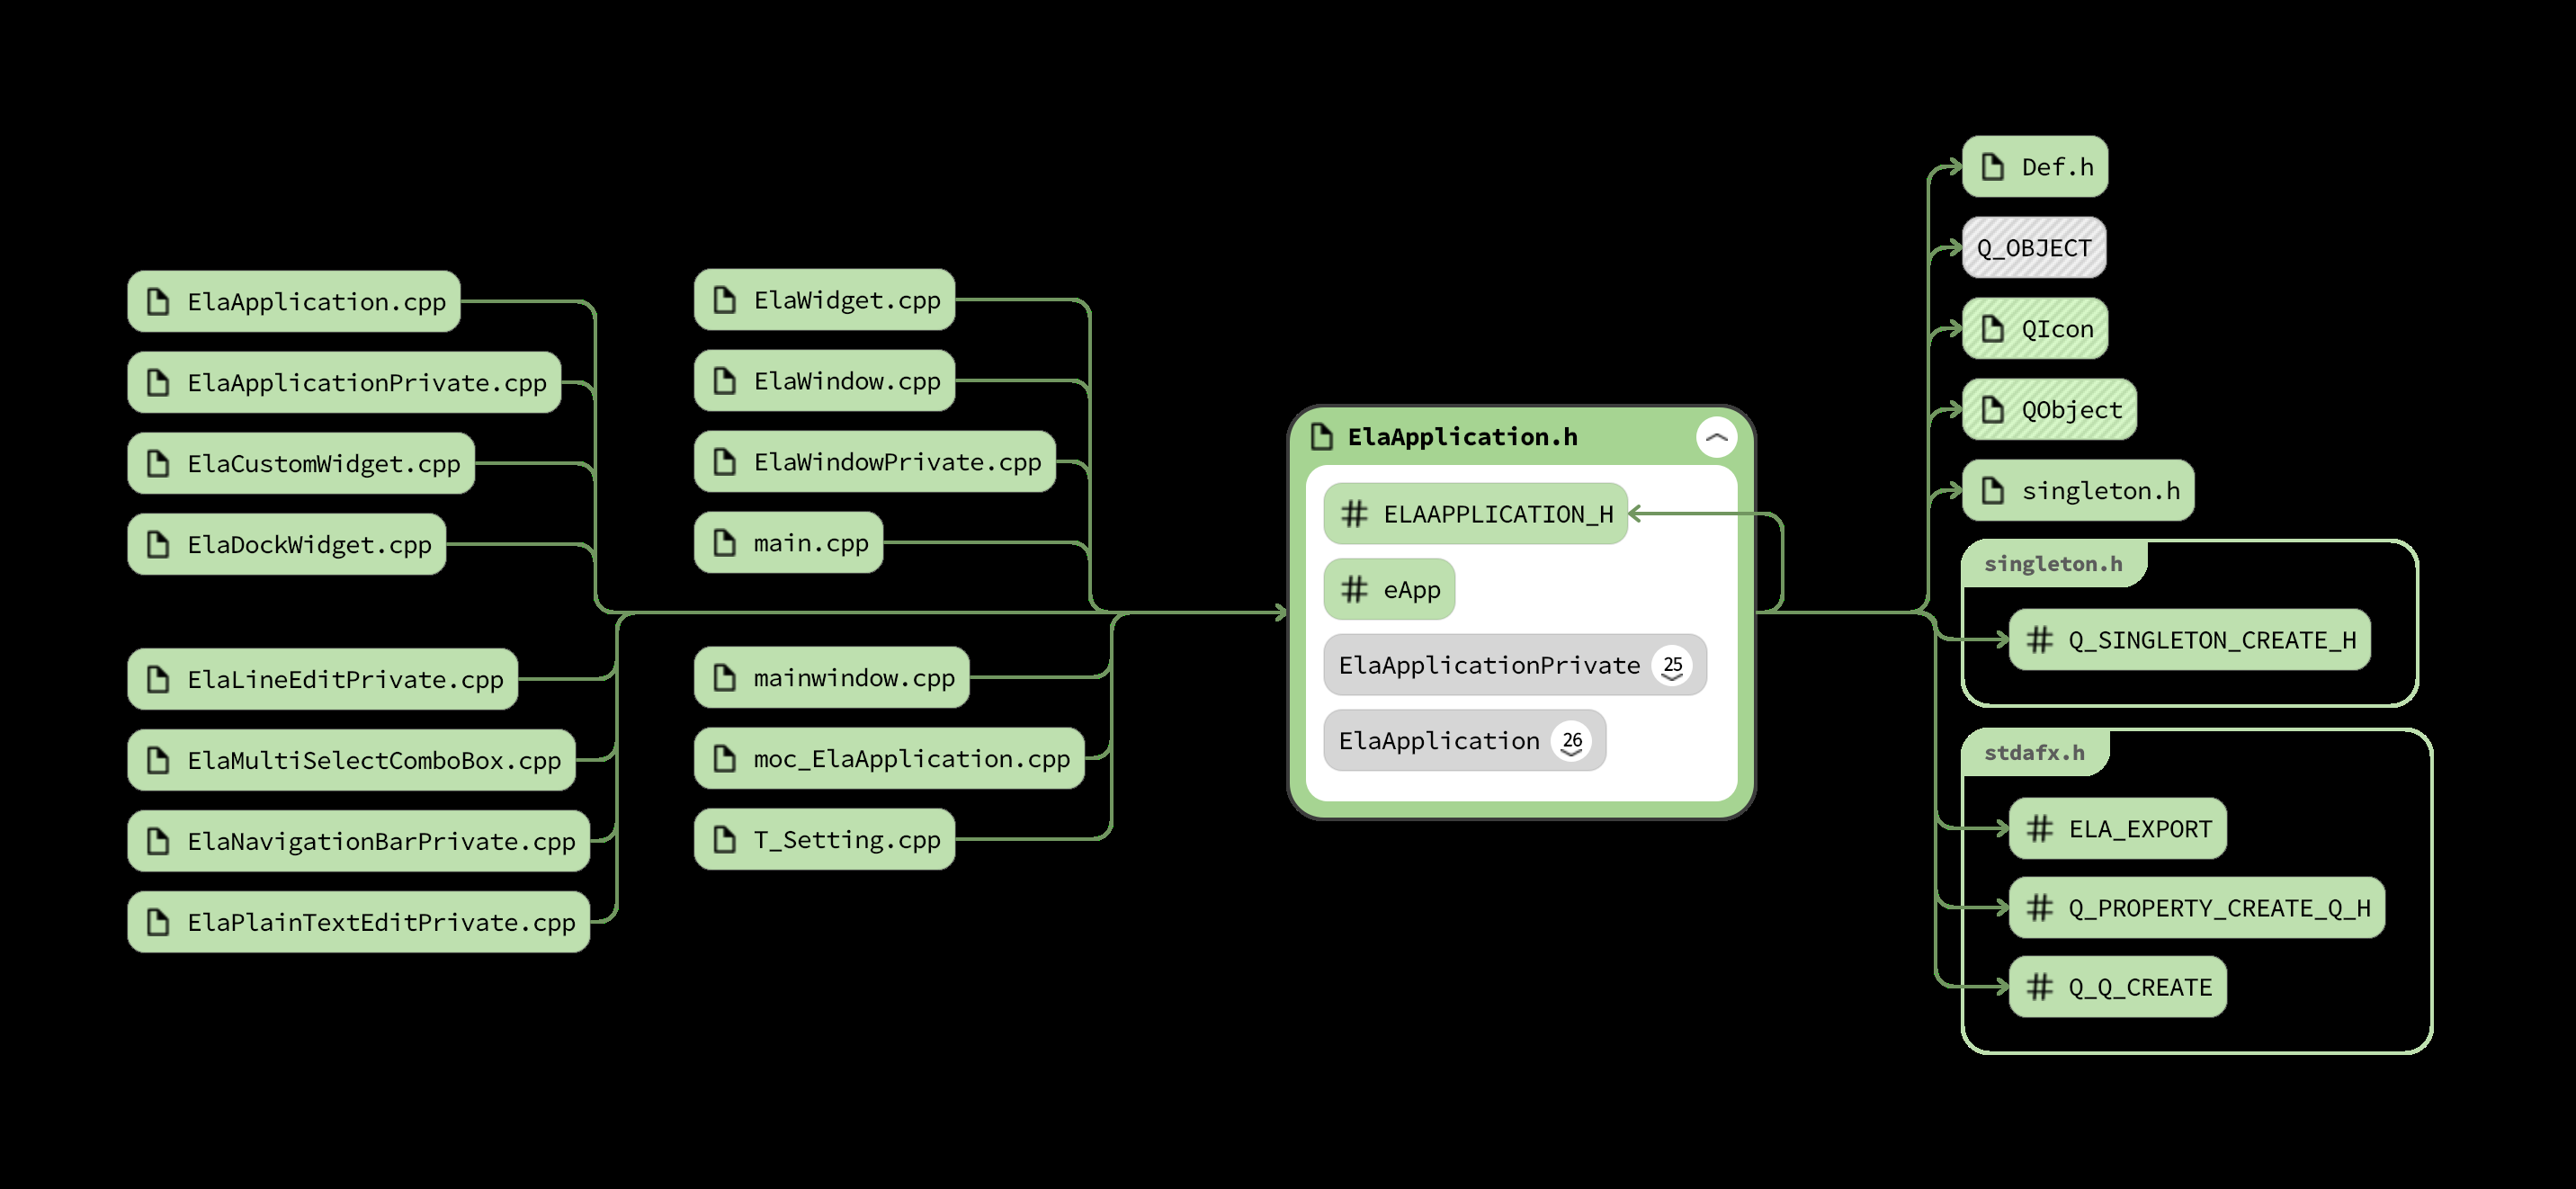 ElaApplication.cpp
ElaApplicationPrivate.cpp
ElaCustomWidget.cpp
ElaDockWidget.cpp
ElaLineEditPrivate.cpp
ElaMultiSelectComboBox.cpp
ElaNavigationBarPrivate.cpp
ElaPlainTextEditPrivate.cpp
ElaWidget.cpp
ElaWindow.cpp
ElaWindowPrivate.cpp
main.cpp
mainwindow.cpp
moc_ElaApplication.cpp
T_Setting.cpp
ElaApplication.h
# ELAAPPLICATION_H
# eApp
ElaApplicationPrivate 25
ElaApplication 26
Def.h
Q_OBJECT
QIcon
QObject
singleton.h
singleton.h
# Q_SINGLETON_CREATE_H
stdafx.h
# ELA_EXPORT
# Q_PROPERTY_CREATE_Q_H
# Q_Q_CREATE